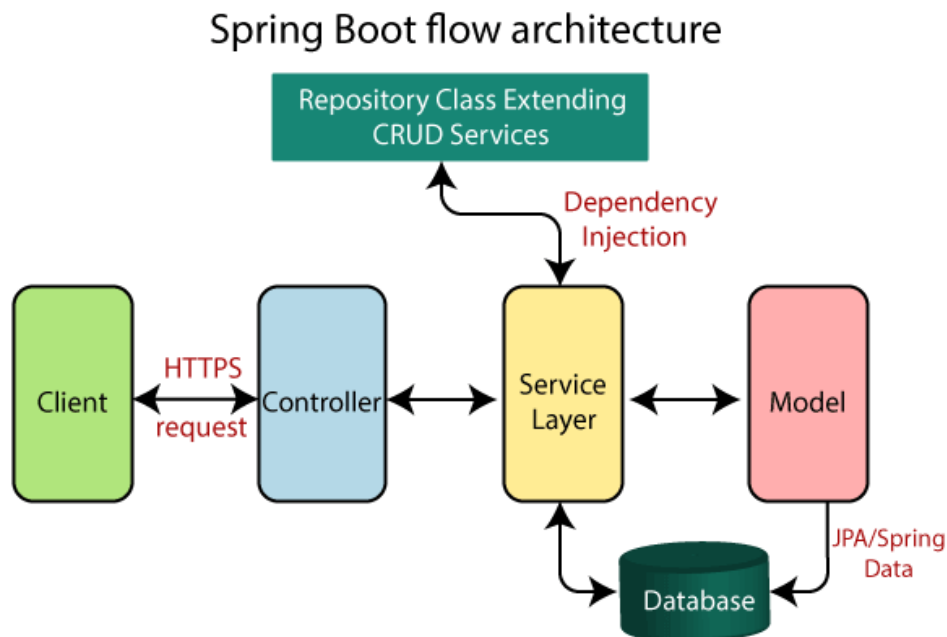 Spring Boot flow architecture
Repository Class Extending
CRUD Services
Dependency
Injection
Client
HTTPS
request
Controller
Service
Layer
Model
JPA/Spring
Data
Database